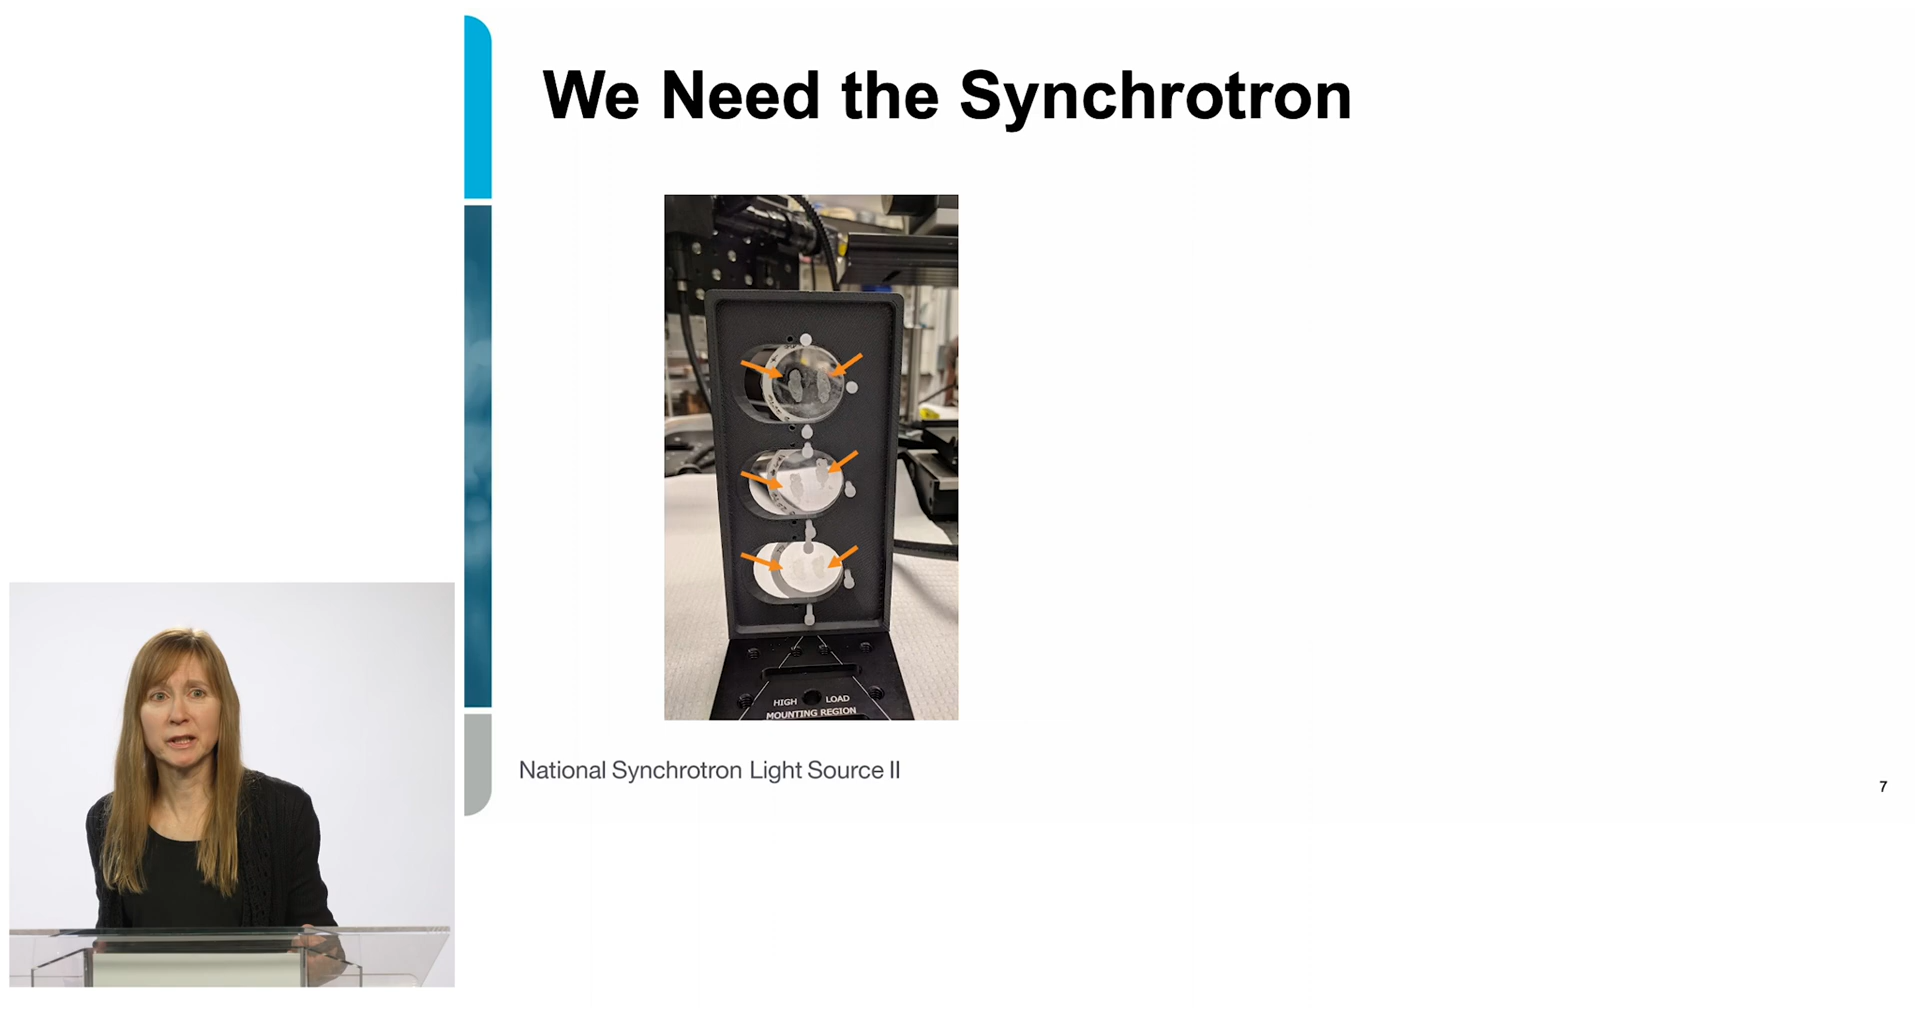 We Need the Synchrotron
HIGH LOAD
MOUNTING REGION
National Synchrotron Light Source II
7